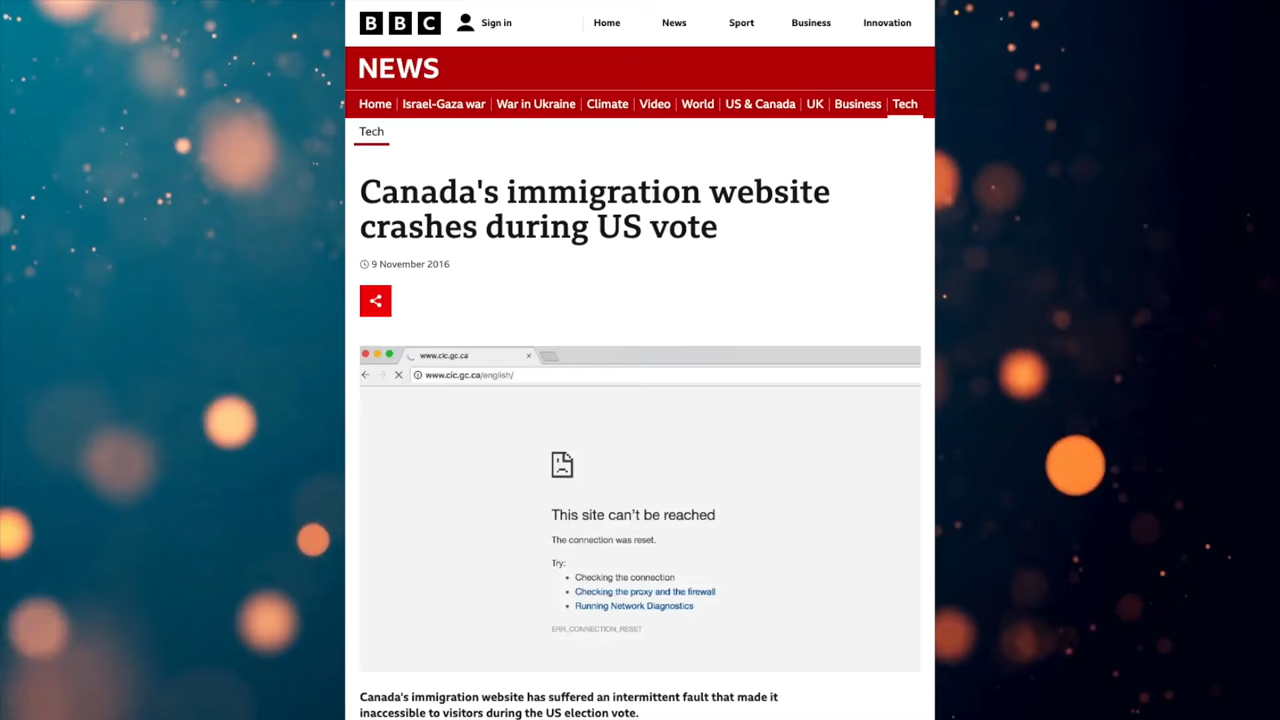 BBC Sign in Home News Sport Business Innovation
NEWS
Home Israel-Gaza war War in Ukraine Climate Video World US & Canada UK Business Tech
Tech
Canada's immigration website
crashes during US vote
9 November 2016
www.cic.gc.ca
www.cic.gc.ca/english/
This site can't be reached
The connection was reset.
Try:
• Checking the connection
• Checking the proxy and the firewall
• Running Network Diagnostics
ERR_CONNECTION_RESET
Canada's immigration website has suffered an intermittent fault that made it
inaccessible to visitors during the US election vote.